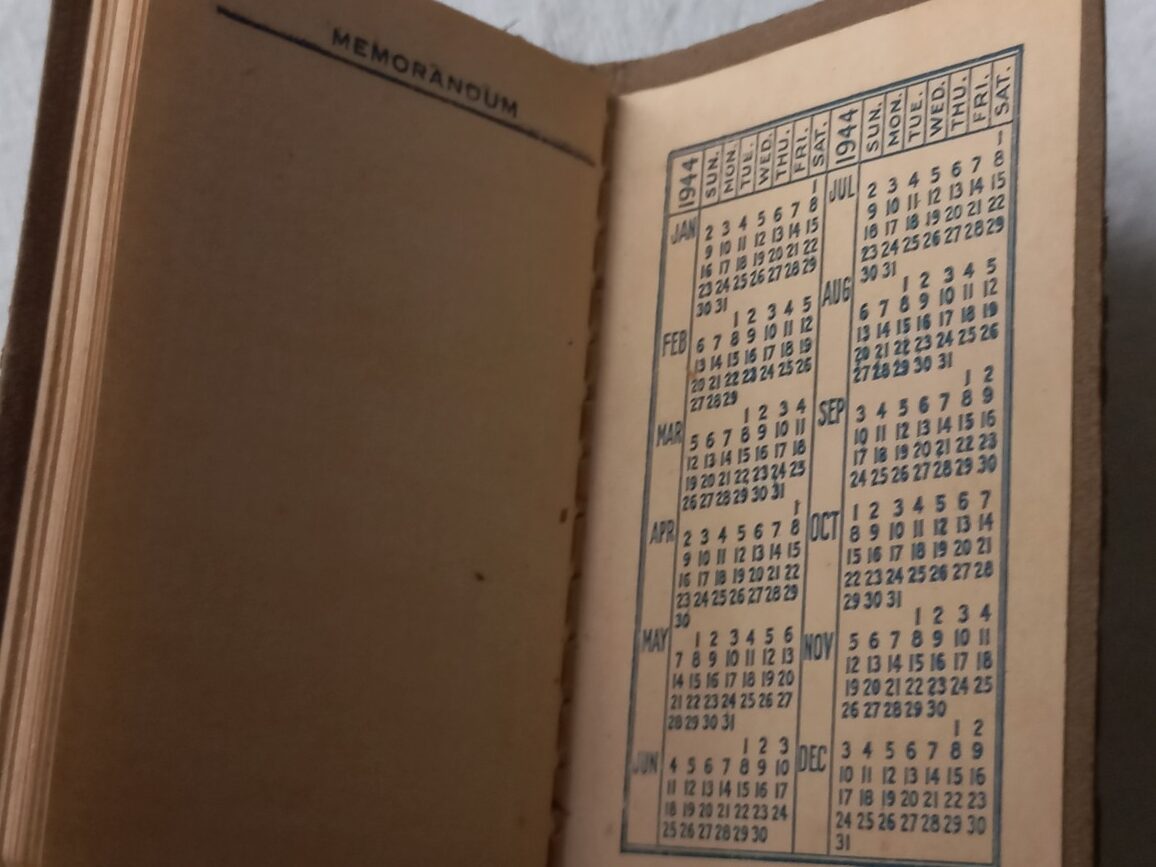 MEMORANDUM
1944 SUN. MON. TUE. WED. THU. FRI. SAT.
JAN 1
2 3 4 5 6 7 8
9 10 11 12 13 14 15
16 17 18 19 20 21 22
23 24 25 26 27 28 29
30 31
FEB 1 2 3 4 5
6 7 8 9 10 11 12
13 14 15 16 17 18 19
20 21 22 23 24 25 26
27 28 29
MAR 1 2 3 4
5 6 7 8 9 10 11
12 13 14 15 16 17 18
19 20 21 22 23 24 25
26 27 28 29 30 31
APR 1
2 3 4 5 6 7 8
9 10 11 12 13 14 15
16 17 18 19 20 21 22
23 24 25 26 27 28 29
30
MAY 1 2 3 4 5 6
7 8 9 10 11 12 13
14 15 16 17 18 19 20
21 22 23 24 25 26 27
28 29 30 31
JUN 1 2 3
4 5 6 7 8 9 10
11 12 13 14 15 16 17
18 19 20 21 22 23 24
25 26 27 28 29 30
1944 SUN. MON. TUE. WED. THU. FRI. SAT.
JUL 1
2 3 4 5 6 7 8
9 10 11 12 13 14 15
16 17 18 19 20 21 22
23 24 25 26 27 28 29
30 31
AUG 1 2 3 4 5
6 7 8 9 10 11 12
13 14 15 16 17 18 19
20 21 22 23 24 25 26
27 28 29 30 31
SEP 1 2
3 4 5 6 7 8 9
10 11 12 13 14 15 16
17 18 19 20 21 22 23
24 25 26 27 28 29 30
OCT 1 2 3 4 5 6 7
8 9 10 11 12 13 14
15 16 17 18 19 20 21
22 23 24 25 26 27 28
29 30 31
NOV 1 2 3 4
5 6 7 8 9 10 11
12 13 14 15 16 17 18
19 20 21 22 23 24 25
26 27 28 29 30
DEC 1 2
3 4 5 6 7 8 9
10 11 12 13 14 15 16
17 18 19 20 21 22 23
24 25 26 27 28 29 30
31